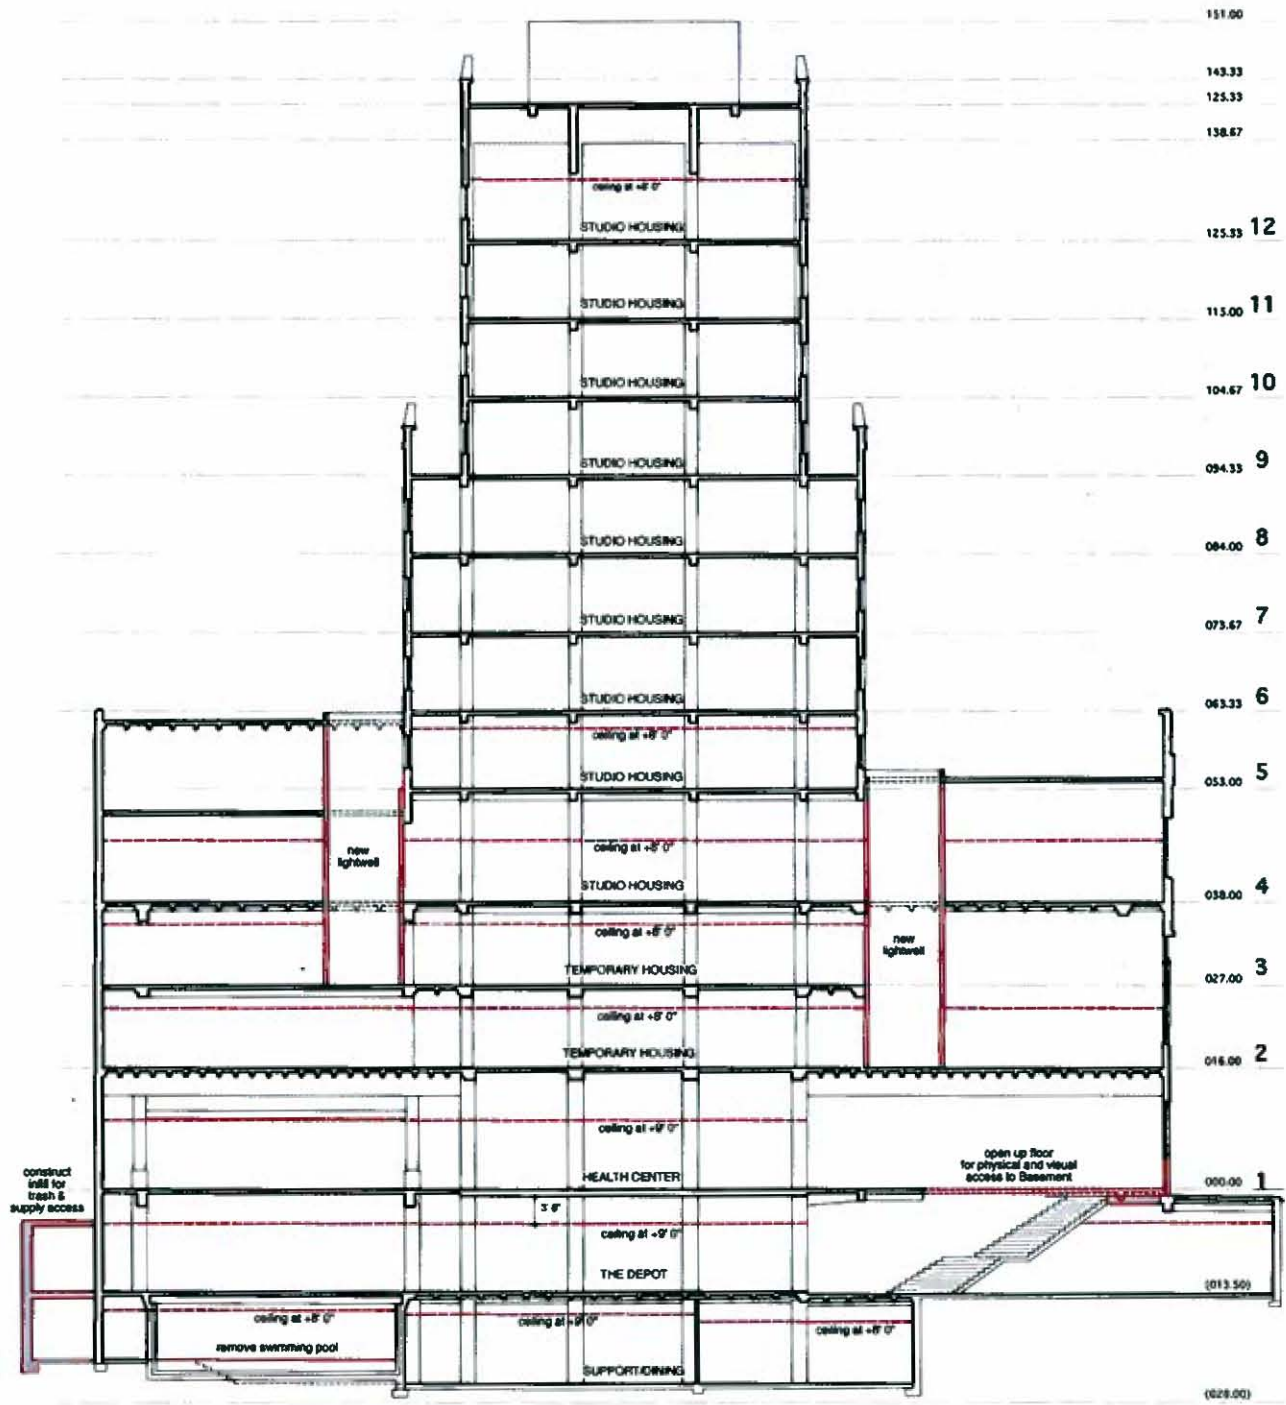 151.00
143.33
125.33
138.67
ceiling at +8' 0"
STUDIO HOUSING
125.33 12
STUDIO HOUSING
113.00 11
STUDIO HOUSING
104.67 10
STUDIO HOUSING
094.33 9
STUDIO HOUSING
084.00 8
STUDIO HOUSING
073.67 7
STUDIO HOUSING
063.33 6
ceiling at +8' 0"
STUDIO HOUSING
053.00 5
new
lightwell
ceiling at +8' 0"
STUDIO HOUSING
038.00 4
ceiling at +8' 0"
new
lightwell
TEMPORARY HOUSING
027.00 3
ceiling at +8' 0"
TEMPORARY HOUSING
016.00 2
ceiling at +9' 0"
open up floor
for physical and visual
access to Basement
HEALTH CENTER
000.00 1
construct
infill for
trash &
supply access
3' 6"
ceiling at +9' 0"
THE DEPOT
(013.50)
ceiling at +8' 0"
ceiling at +9' 0"
ceiling at +8' 0"
remove swimming pool
SUPPORT/DINING
(028.00)